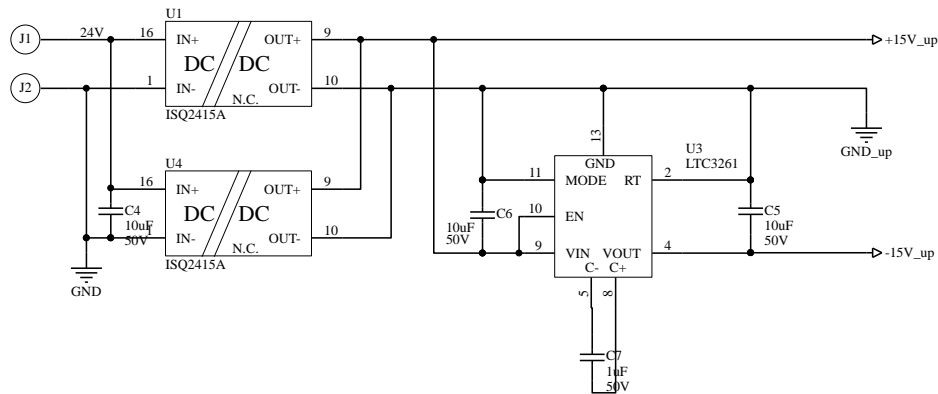 U1
J1
24V
16
IN+
OUT+
9
+15V_up
DC
DC
J2
1
IN-
OUT-
10
N.C.
ISQ2415A
GND_up
U4
13
U3
LTC3261
GND
16
IN+
OUT+
9
11
MODE
RT
2
DC
DC
C4
10uF
50V
C6
10uF
50V
10
EN
C5
10uF
50V
1
IN-
OUT-
10
N.C.
ISQ2415A
9
VIN
VOUT
4
-15V_up
C-
C+
GND
5
8
C7
1uF
50V